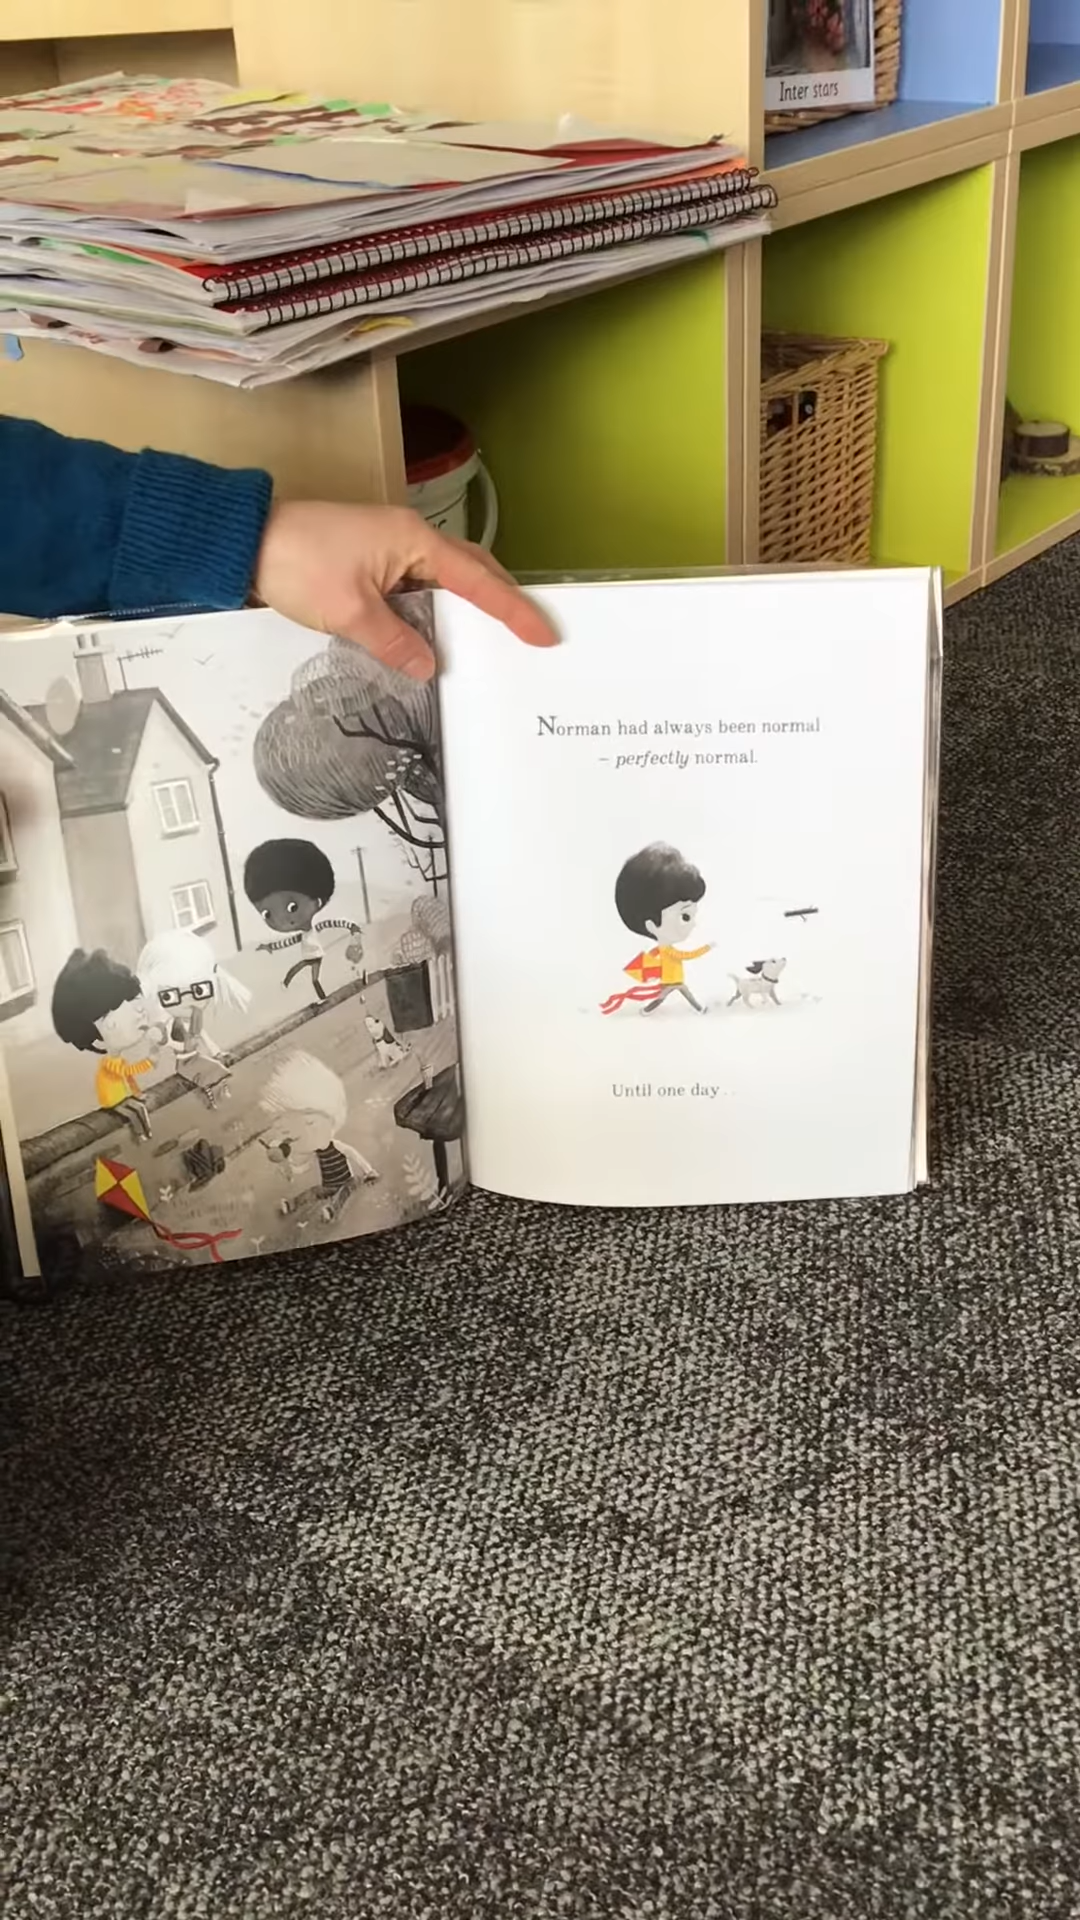 Inter stars
Norman had always been normal
– perfectly normal.
Until one day . . .